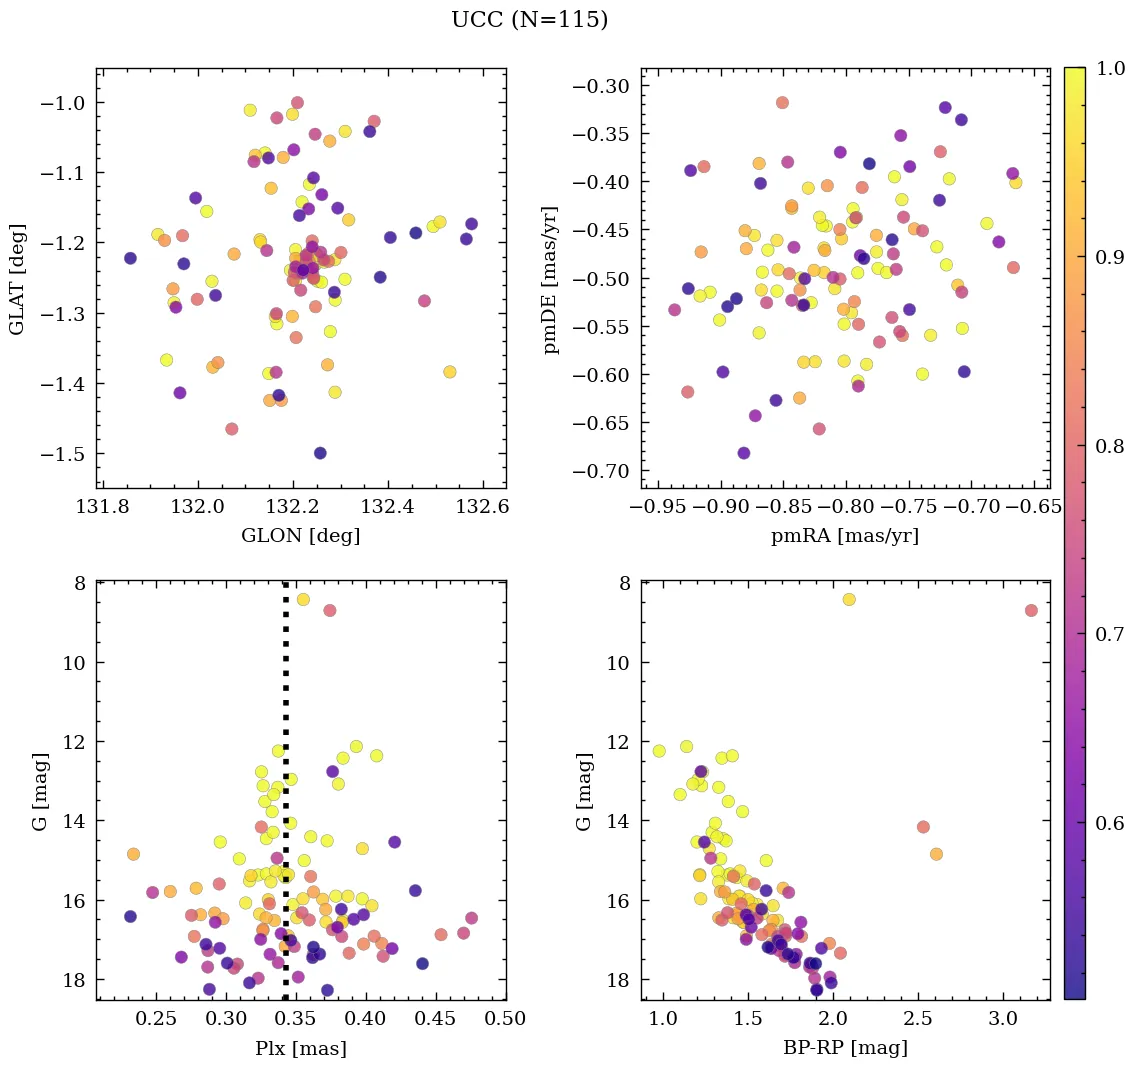 UCC (N=115)
−1.0
−1.1
−1.2
−1.3
−1.4
−1.5
GLAT [deg]
131.8 132.0 132.2 132.4 132.6
GLON [deg]
−0.30
−0.35
−0.40
−0.45
−0.50
−0.55
−0.60
−0.65
−0.70
pmDE [mas/yr]
−0.95 −0.90 −0.85 −0.80 −0.75 −0.70 −0.65
pmRA [mas/yr]
1.0
0.9
0.8
0.7
0.6
8
10
12
14
16
18
G [mag]
0.25 0.30 0.35 0.40 0.45 0.50
Plx [mas]
8
10
12
14
16
18
G [mag]
1.0 1.5 2.0 2.5 3.0
BP-RP [mag]